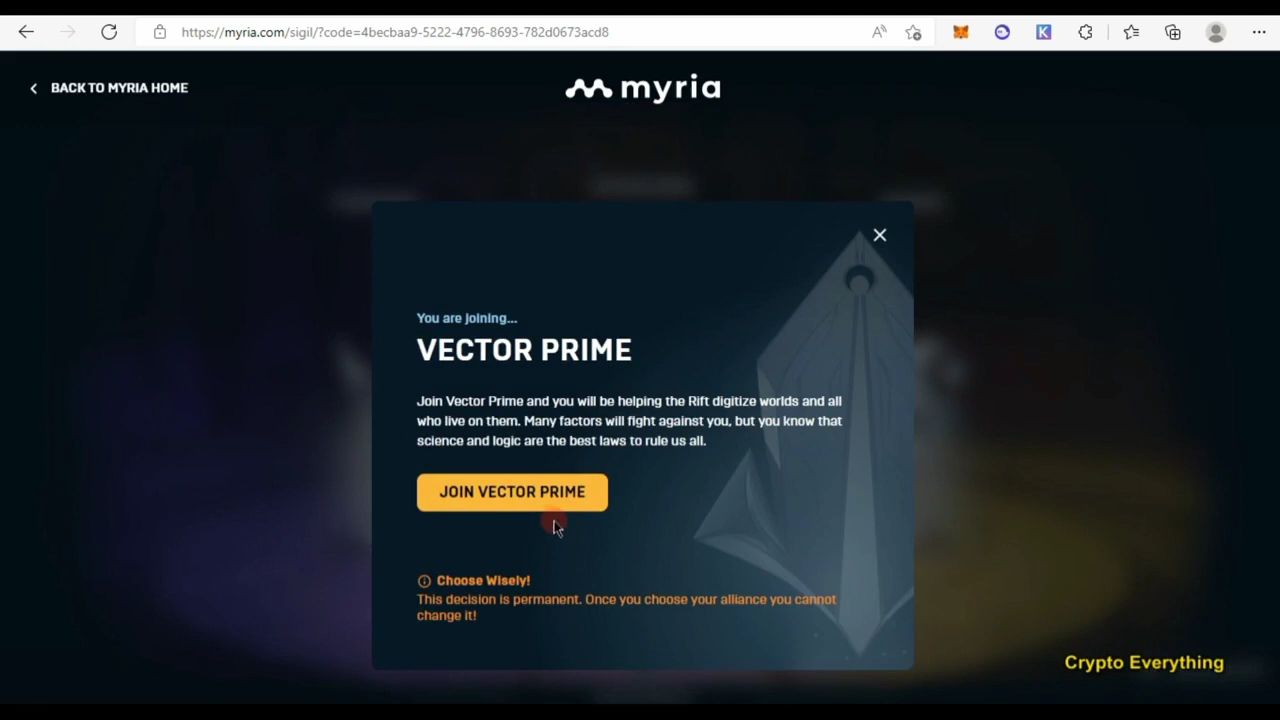 https://myria.com/sigil/?code=4becbaa9-5222-4796-8693-782d0673acd8
BACK TO MYRIA HOME
myria
You are joining...
VECTOR PRIME
Join Vector Prime and you will be helping the Rift digitize worlds and all
who live on them. Many factors will fight against you, but you know that
science and logic are the best laws to rule us all.
JOIN VECTOR PRIME
Choose Wisely!
This decision is permanent. Once you choose your alliance you cannot
change it!
Crypto Everything